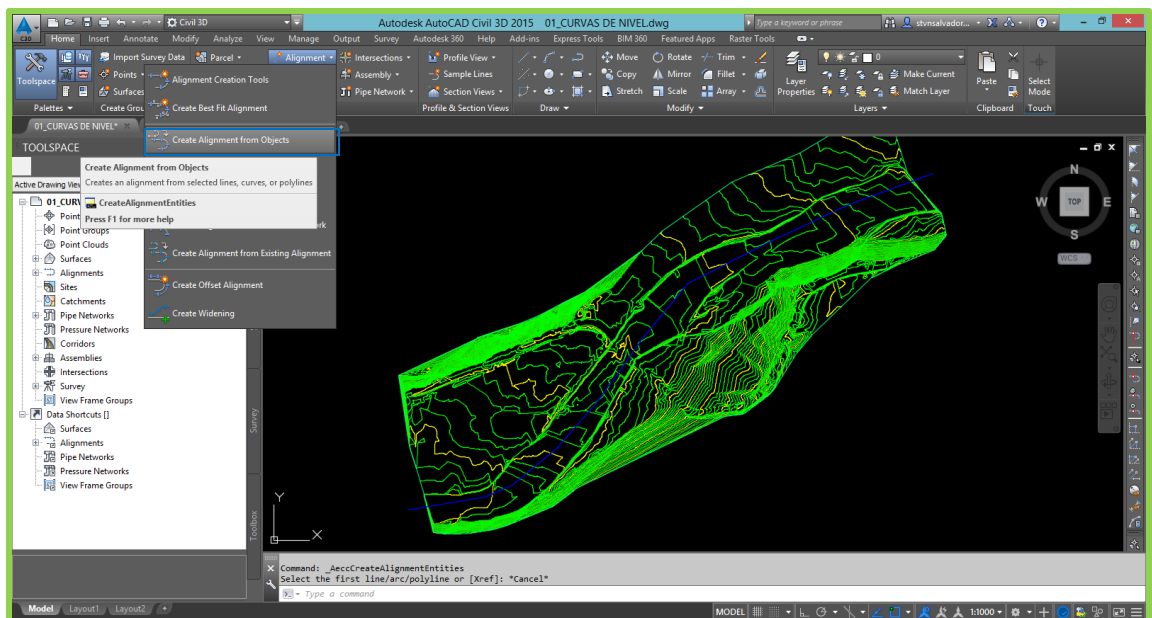 Civil 3D
Autodesk AutoCAD Civil 3D 2015 01_CURVAS DE NIVEL.dwg
Type a keyword or phrase
stvnsalvador...
C3D
Home Insert Annotate Modify Analyze View Manage Output Survey Autodesk 360 Help Add-ins Express Tools BIM 360 Featured Apps Raster Tools
Toolspace
Import Survey Data
Parcel
Alignment
Intersections
Profile View
Move
Rotate
Trim
Points
Assembly
Sample Lines
Copy
Mirror
Fillet
Surfaces
Pipe Network
Section Views
Stretch
Scale
Array
Layer
Properties
0
Make Current
Match Layer
Paste
Select
Mode
Palettes
Profile & Section Views
Draw
Modify
Layers
Clipboard
Touch
01_CURVAS DE NIVEL*
Alignment Creation Tools
Create Best Fit Alignment
Create Alignment from Objects
Create Alignment from Existing Alignment
Create Offset Alignment
Create Widening
Create Alignment from Objects
Creates an alignment from selected lines, curves, or polylines
CreateAlignmentEntities
Press F1 for more help
TOOLSPACE
Point Groups
Point Clouds
Surfaces
Alignments
Sites
Catchments
Pipe Networks
Pressure Networks
Corridors
Assemblies
Intersections
Survey
View Frame Groups
Data Shortcuts []
Surfaces
Alignments
Pipe Networks
Pressure Networks
View Frame Groups
Survey
Toolbox
N
W
TOP
E
S
WCS
Y
X
Command: _AeccCreateAlignmentEntities
Select the first line/arc/polyline or [Xref]: *Cancel*
Type a command
Model Layout1 Layout2 +
MODEL
1:1000